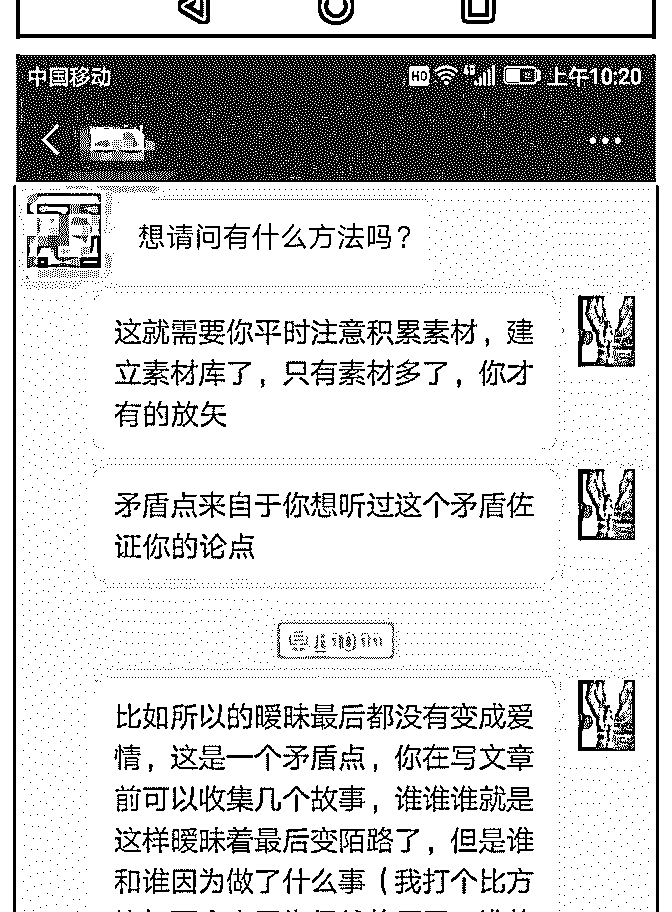 中国移动
HD 4G 上午10:20
想请问有什么方法吗？
这就需要你平时注意积累素材，建
立素材库了，只有素材多了，你才
有的放矢
矛盾点来自于你想听过这个矛盾佐
证你的论点
比如所以的暧昧最后都没有变成爱
情，这是一个矛盾点，你在写文章
前可以收集几个故事，谁谁谁就是
这样暧昧着最后变陌路了，但是谁
和谁因为做了什么事（我打个比方